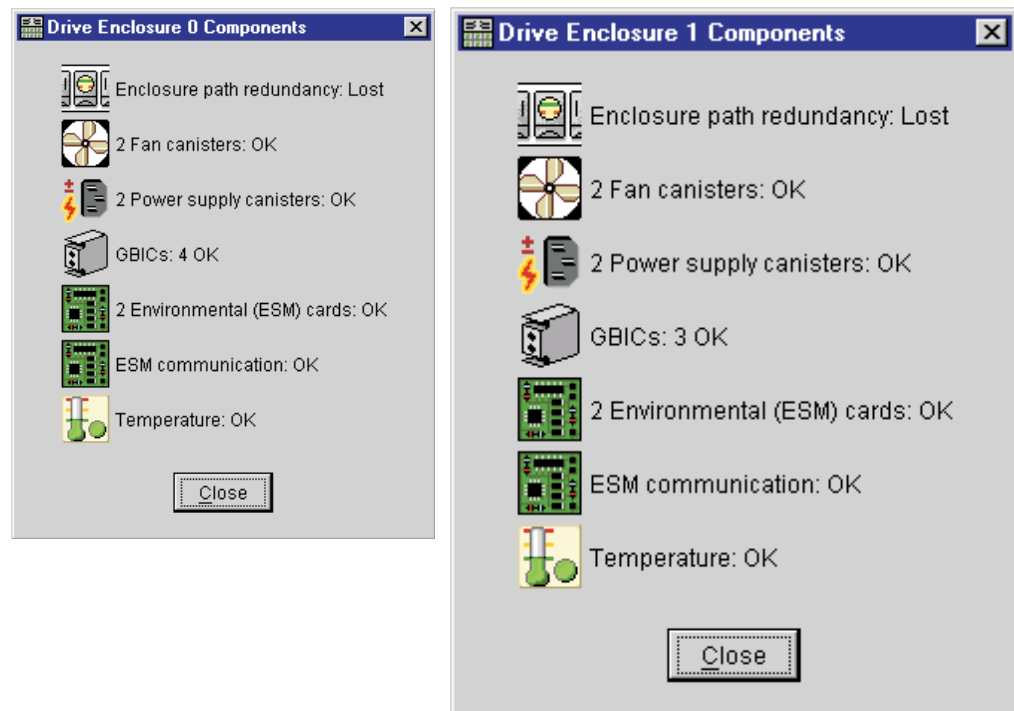 Drive Enclosure 0 Components
Enclosure path redundancy: Lost
2 Fan canisters: OK
2 Power supply canisters: OK
GBICs: 4 OK
2 Environmental (ESM) cards: OK
ESM communication: OK
Temperature: OK
Close
Drive Enclosure 1 Components
Enclosure path redundancy: Lost
2 Fan canisters: OK
2 Power supply canisters: OK
GBICs: 3 OK
2 Environmental (ESM) cards: OK
ESM communication: OK
Temperature: OK
Close